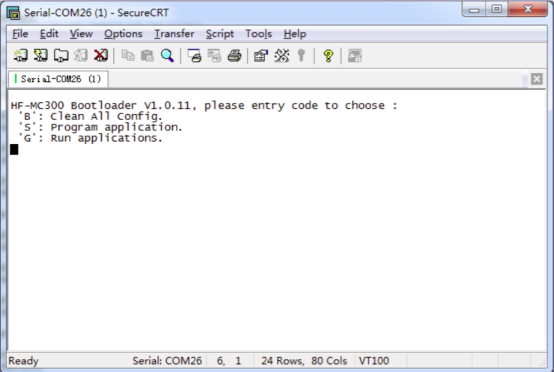 Serial-COM26 (1) - SecureCRT
File Edit View Options Transfer Script Tools Help
Serial-COM26 (1)
HF-MC300 Bootloader V1.0.11, please entry code to choose :
'B': Clean All Config.
'S': Program application.
'G': Run applications.
Ready Serial: COM26 6, 1 24 Rows, 80 Cols VT100